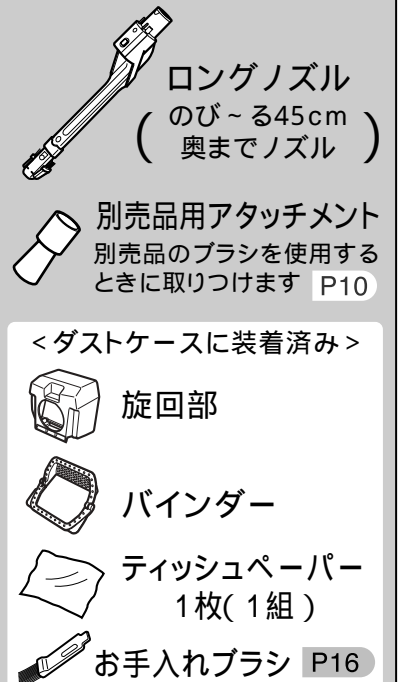 ロングノズル
(のび~る45cm
奥までノズル)
別売品用アタッチメント
別売品のブラシを使用する
ときに取りつけます P10
<ダストケースに装着済み>
旋回部
バインダー
ティッシュペーパー
1枚(1組)
お手入れブラシ P16